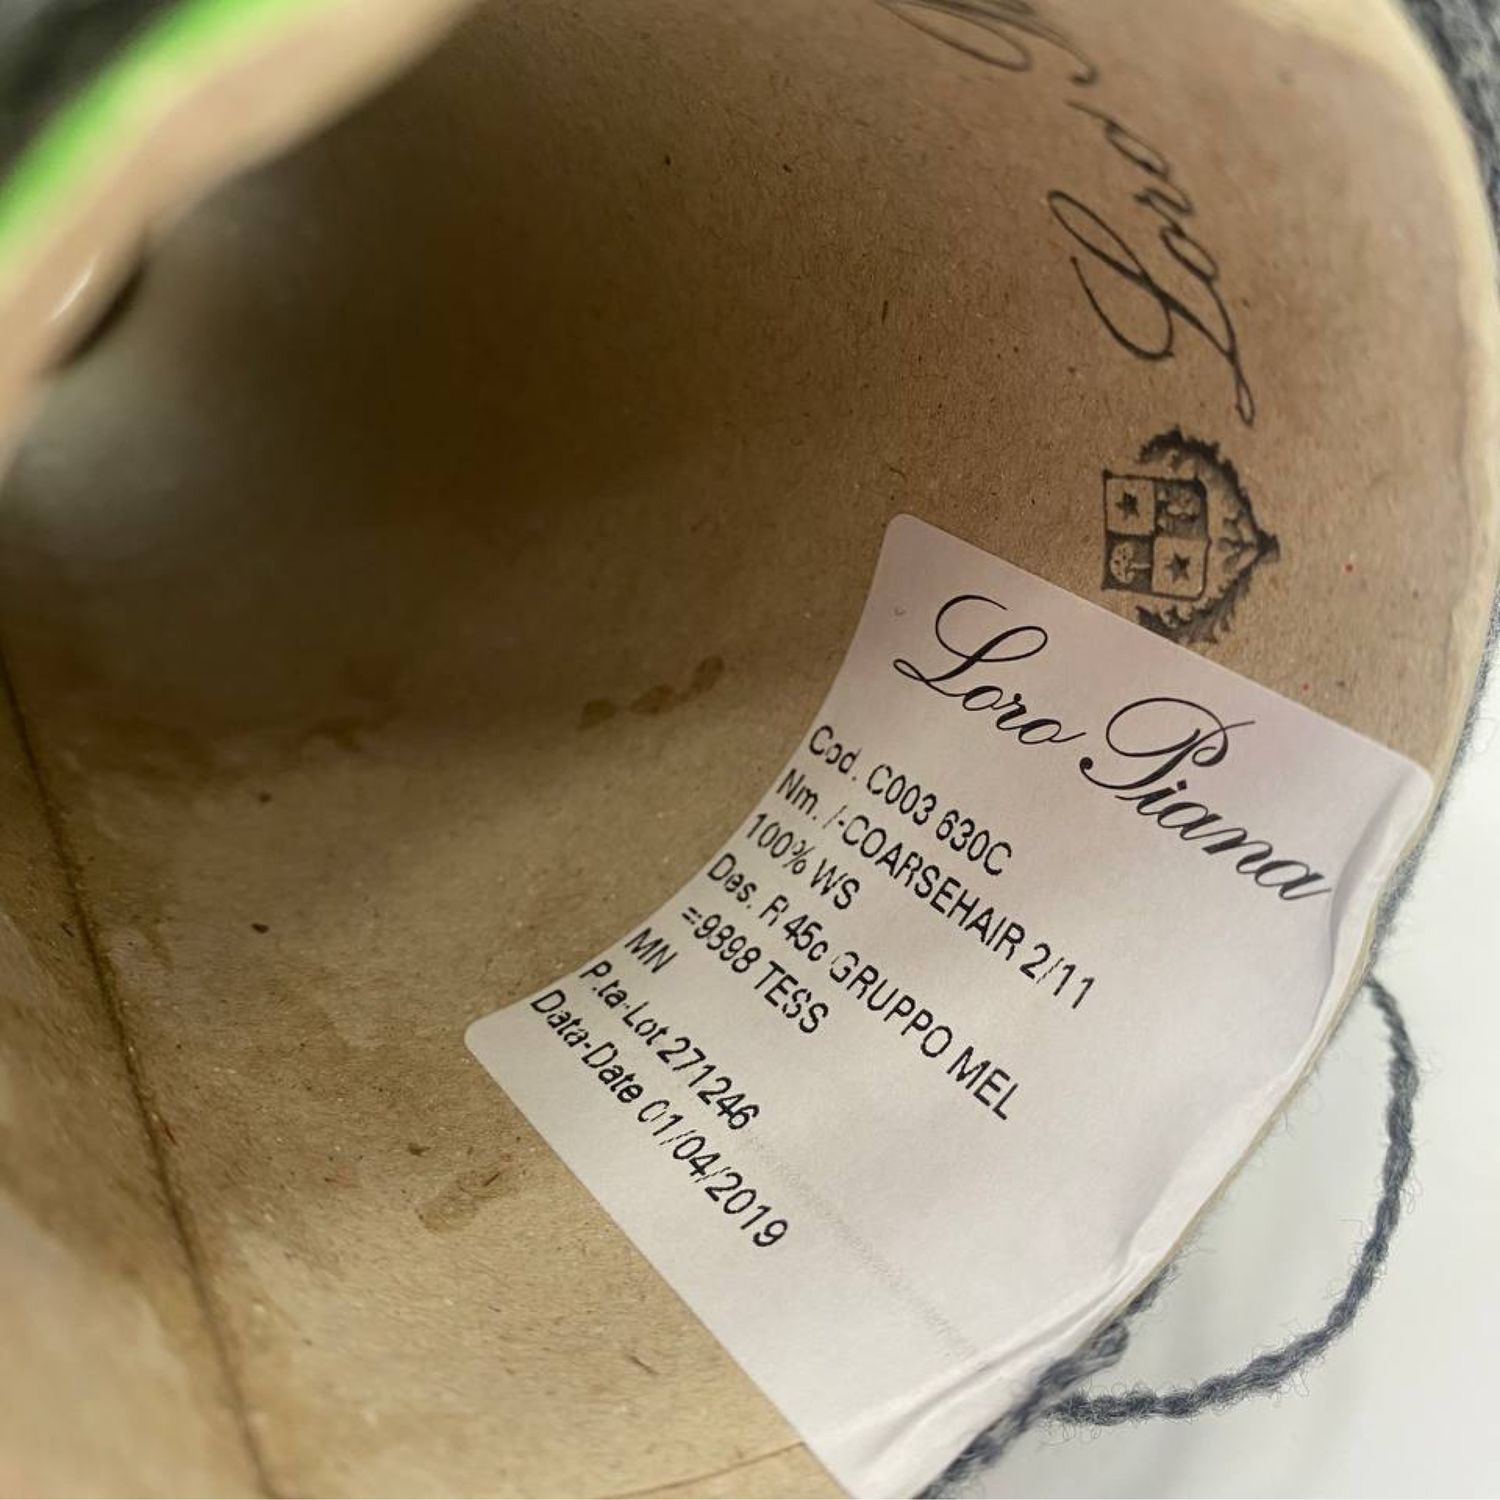 Loro P
Loro Piana
Cod. C003 630C
Nm. /-COARSEHAIR 2/11
100% WS
Des. R 45c GRUPPO MEL
=9898 TESS
MN
P.ta-Lot 271246
Data-Date 01/04/2019